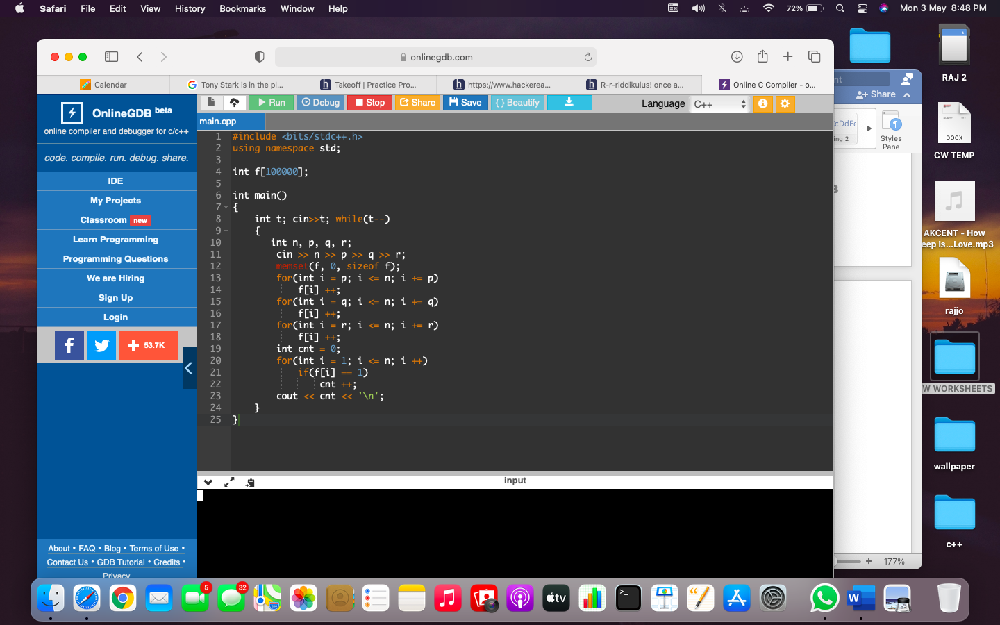 Safari File Edit View History Bookmarks Window Help 72% Mon 3 May 8:48 PM
onlinegdb.com
Calendar
Tony Stark is in the pl...
Takeoff | Practice Pro...
https://www.hackerea...
R-r-riddikulus! once a...
Online C Compiler - o...
OnlineGDB beta
online compiler and debugger for c/c++
code. compile. run. debug. share.
IDE
My Projects
Classroom new
Learn Programming
Programming Questions
We are Hiring
Sign Up
Login
53.7K
About • FAQ • Blog • Terms of Use •
Contact Us • GDB Tutorial • Credits •
Privacy
Run Debug Stop Share Save { } Beautify
Language C++
main.cpp
1 #include <bits/stdc++.h>
2 using namespace std;
3
4 int f[100000];
5
6 int main()
7 {
8 int t; cin>>t; while(t--)
9 {
10 int n, p, q, r;
11 cin >> n >> p >> q >> r;
12 memset(f, 0, sizeof f);
13 for(int i = p; i <= n; i += p)
14 f[i] ++;
15 for(int i = q; i <= n; i += q)
16 f[i] ++;
17 for(int i = r; i <= n; i += r)
18 f[i] ++;
19 int cnt = 0;
20 for(int i = 1; i <= n; i ++)
21 if(f[i] == 1)
22 cnt ++;
23 cout << cnt << '\n';
24 }
25 }
input
nt
Share
cDdEe
ing 2
Styles
Pane
177%
RAJ 2
DOCX
CW TEMP
AKCENT - How
eep Is...Love.mp3
rajjo
W WORKSHEETS
wallpaper
c++
5
32
tv